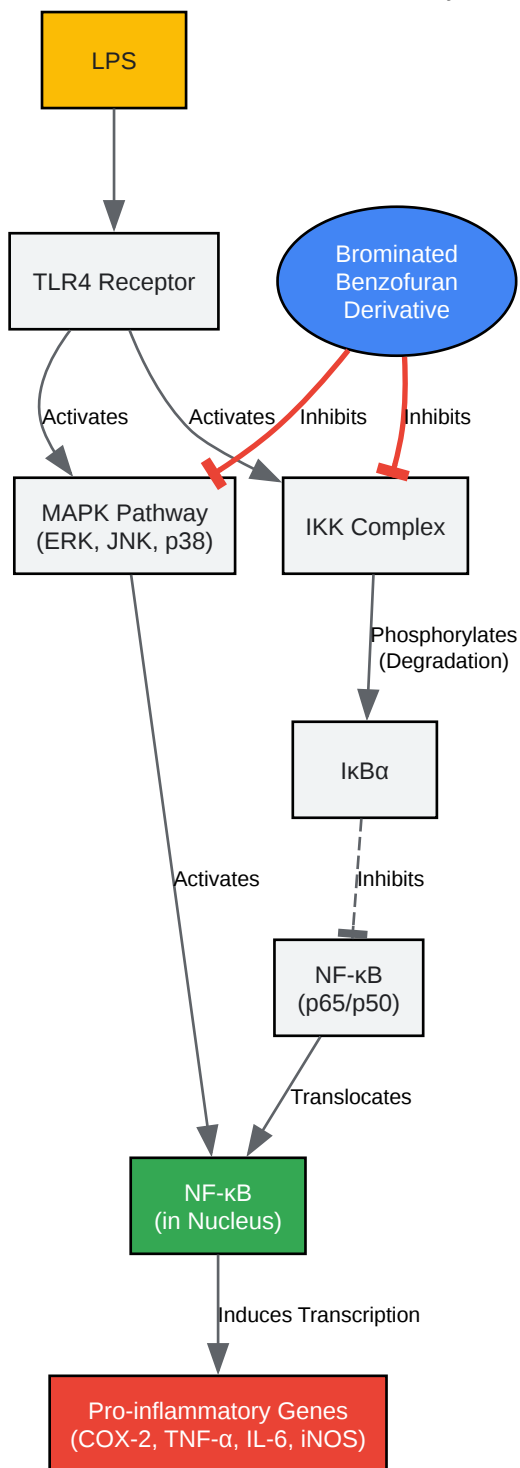 LPS
TLR4 Receptor
Brominated
Benzofuran
Derivative
Activates
Activates
Inhibits
Inhibits
MAPK Pathway
(ERK, JNK, p38)
IKK Complex
Phosphorylates
(Degradation)
IκBα
Activates
Inhibits
NF-κB
(p65/p50)
Translocates
NF-κB
(in Nucleus)
Induces Transcription
Pro-inflammatory Genes
(COX-2, TNF-α, IL-6, iNOS)